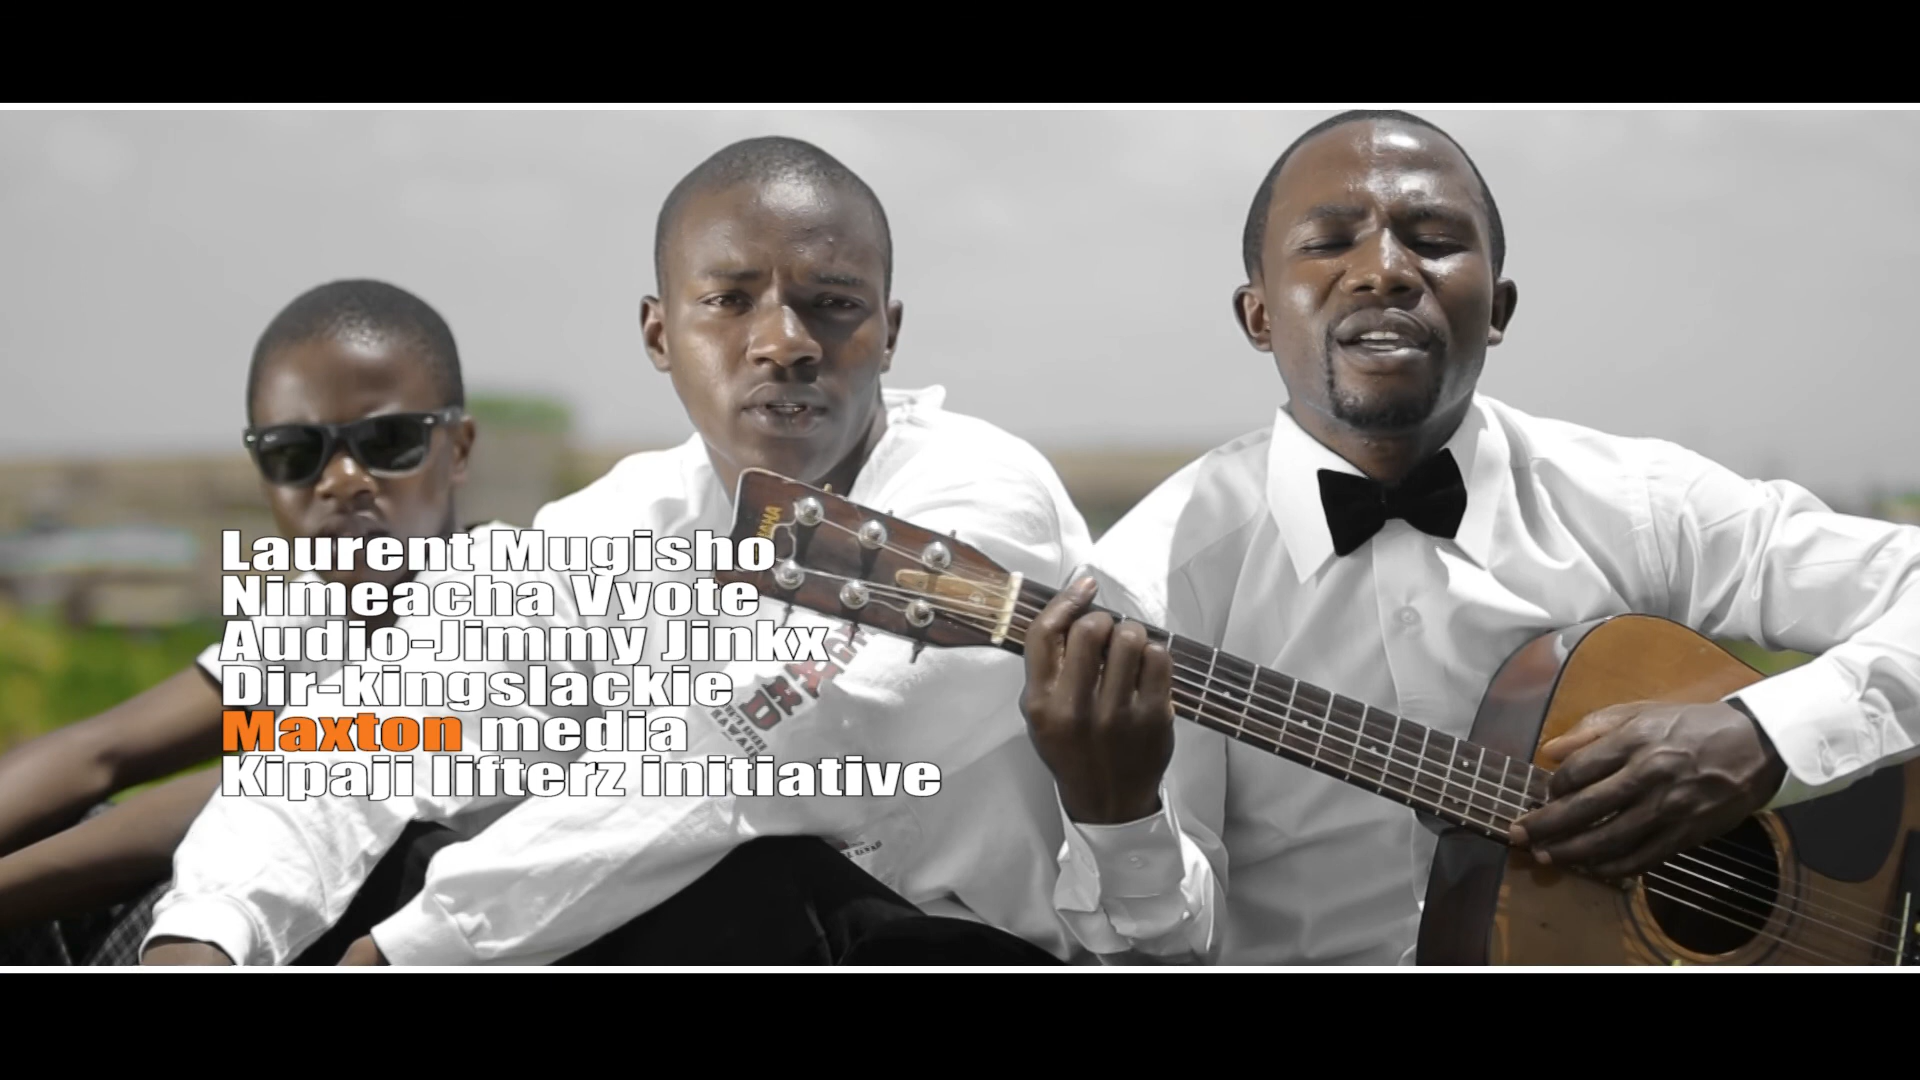 Laurent Mugisho
Nimeacha Vyote
Audio-Jimmy Jinkx
Dir-kingslackie
Maxton media
Kipaji lifterz initiative